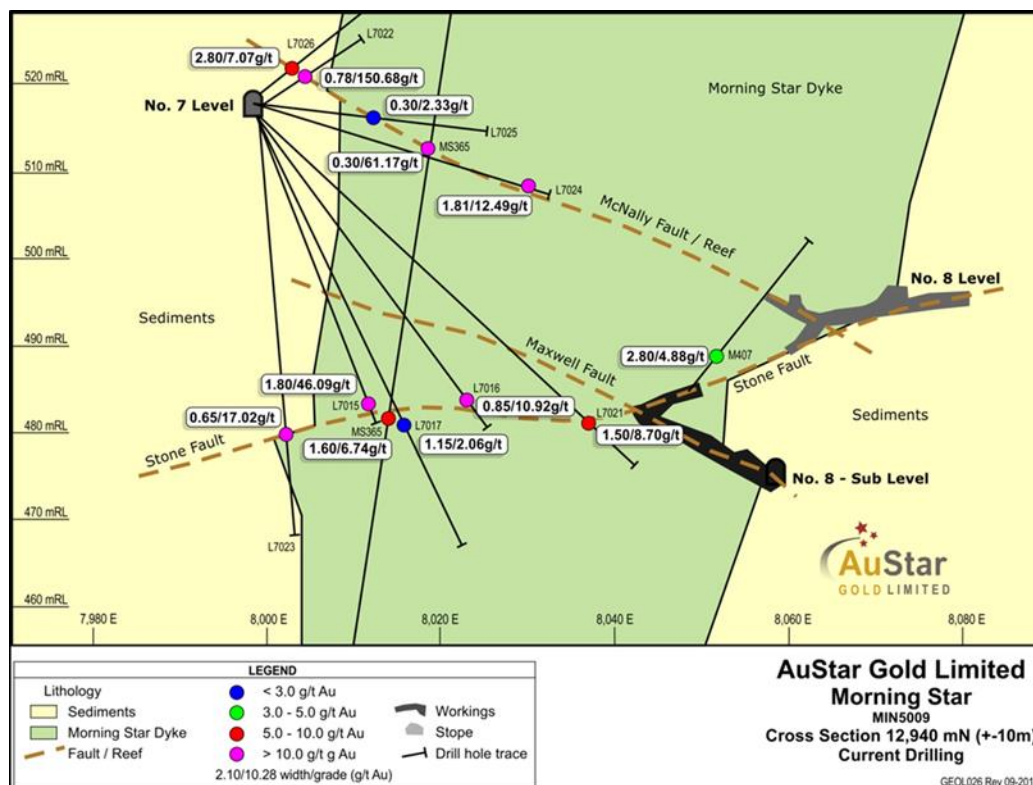 L7026
L7022
2.80/7.07g/t
0.78/150.68g/t
520 mRL
Morning Star Dyke
No. 7 Level
0.30/2.33g/t
L7025
MS365
0.30/61.17g/t
510 mRL
L7024
1.81/12.49g/t
McNally Fault / Reef
500 mRL
No. 8 Level
Sediments
490 mRL
Maxwell Fault
2.80/4.88g/t
M407
Stone Fault
1.80/46.09g/t
L7015
L7016
0.85/10.92g/t
L7021
0.65/17.02g/t
MS365
L7017
1.50/8.70g/t
Sediments
480 mRL
Stone Fault
1.60/6.74g/t
1.15/2.06g/t
No. 8 - Sub Level
470 mRL
L7023
AuStar
GOLD LIMITED
460 mRL
7,980 E
8,000 E
8,020 E
8,040 E
8,060 E
8,080 E
LEGEND
Lithology
Sediments
Morning Star Dyke
Fault / Reef
< 3.0 g/t Au
3.0 - 5.0 g/t Au
5.0 - 10.0 g/t Au
> 10.0 g/t g Au
2.10/10.28 width/grade (g/t Au)
Workings
Stope
Drill hole trace
AuStar Gold Limited
Morning Star
MIN5009
Cross Section 12,940 mN (+-10m)
Current Drilling
GEOL026 Rev 09-201